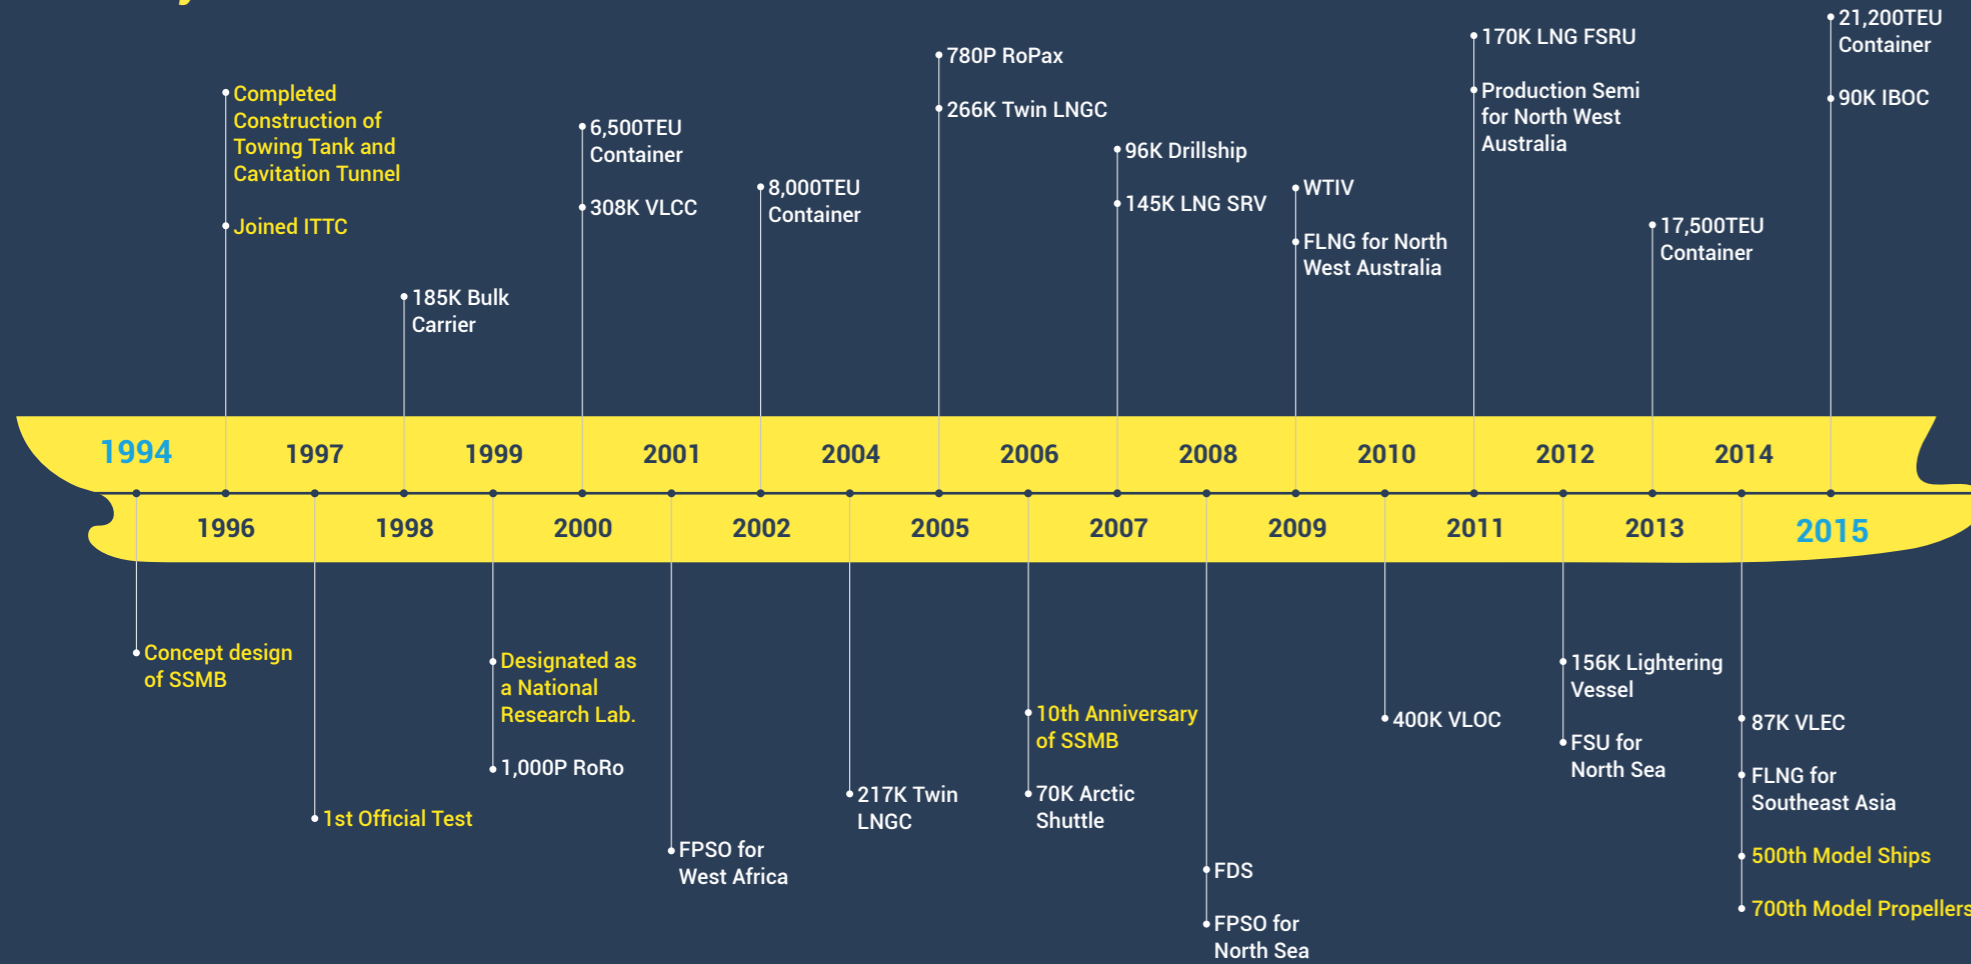 Completed
Construction of
Towing Tank and
Cavitation Tunnel
Joined ITTC
185K Bulk
Carrier
6,500TEU
Container
308K VLCC
8,000TEU
Container
780P RoPax
266K Twin LNGC
96K Drillship
145K LNG SRV
WTIV
FLNG for North
West Australia
170K LNG FSRU
Production Semi
for North West
Australia
17,500TEU
Container
21,200TEU
Container
90K IBOC
1994 1997 1999 2001 2004 2006 2008 2010 2012 2014
1996 1998 2000 2002 2005 2007 2009 2011 2013 2015
Concept design
of SSMB
1st Official Test
Designated as
a National
Research Lab.
1,000P RoRo
FPSO for
West Africa
217K Twin
LNGC
10th Anniversary
of SSMB
70K Arctic
Shuttle
FDS
FPSO for
North Sea
400K VLOC
156K Lightering
Vessel
FSU for
North Sea
87K VLEC
FLNG for
Southeast Asia
500th Model Ships
700th Model Propellers